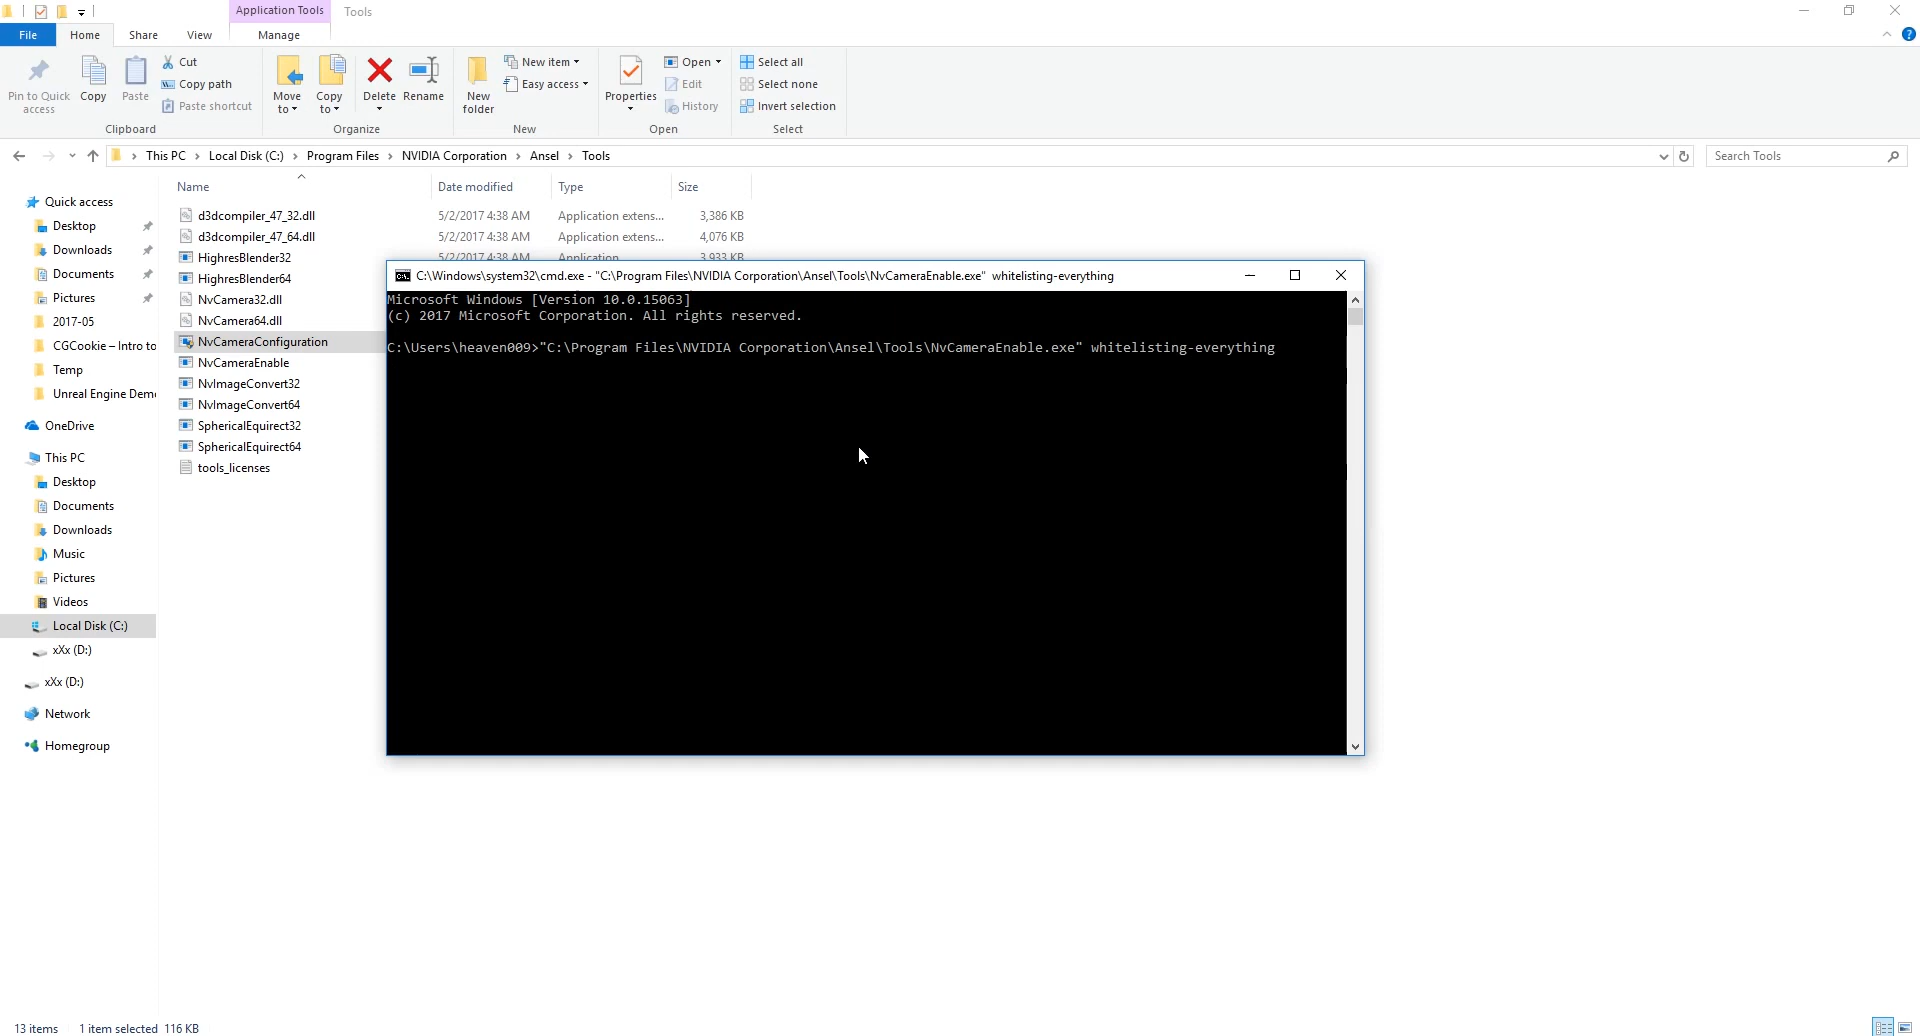 Application Tools
Tools
File
Home
Share
View
Manage
Pin to Quick access
Copy
Paste
Cut
Copy path
Paste shortcut
Clipboard
Move to
Copy to
Delete
Rename
Organize
New folder
New item
Easy access
New
Properties
Open
Edit
History
Open
Select all
Select none
Invert selection
Select
This PC > Local Disk (C:) > Program Files > NVIDIA Corporation > Ansel > Tools
Search Tools
Name Date modified Type Size
Quick access
Desktop
Downloads
Documents
Pictures
2017-05
CGCookie – Intro to
Temp
Unreal Engine Dem
OneDrive
This PC
Desktop
Documents
Downloads
Music
Pictures
Videos
Local Disk (C:)
xXx (D:)
xXx (D:)
Network
Homegroup
d3dcompiler_47_32.dll 5/2/2017 4:38 AM Application extens... 3,386 KB
d3dcompiler_47_64.dll 5/2/2017 4:38 AM Application extens... 4,076 KB
HighresBlender32 5/2/2017 4:38 AM Application 3,933 KB
HighresBlender64
NvCamera32.dll
NvCamera64.dll
NvCameraConfiguration
NvCameraEnable
NvImageConvert32
NvImageConvert64
SphericalEquirect32
SphericalEquirect64
tools_licenses
C:\Windows\system32\cmd.exe - "C:\Program Files\NVIDIA Corporation\Ansel\Tools\NvCameraEnable.exe" whitelisting-everything
Microsoft Windows [Version 10.0.15063]
(c) 2017 Microsoft Corporation. All rights reserved.
C:\Users\heaven009>"C:\Program Files\NVIDIA Corporation\Ansel\Tools\NvCameraEnable.exe" whitelisting-everything
13 items 1 item selected 116 KB